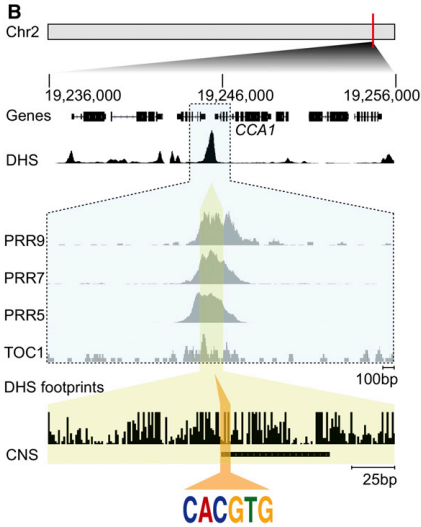 B
Chr2
19,236,000 19,246,000 19,256,000
Genes
CCA1
DHS
PRR9
PRR7
PRR5
TOC1
100bp
DHS footprints
CNS
25bp
CACGTG